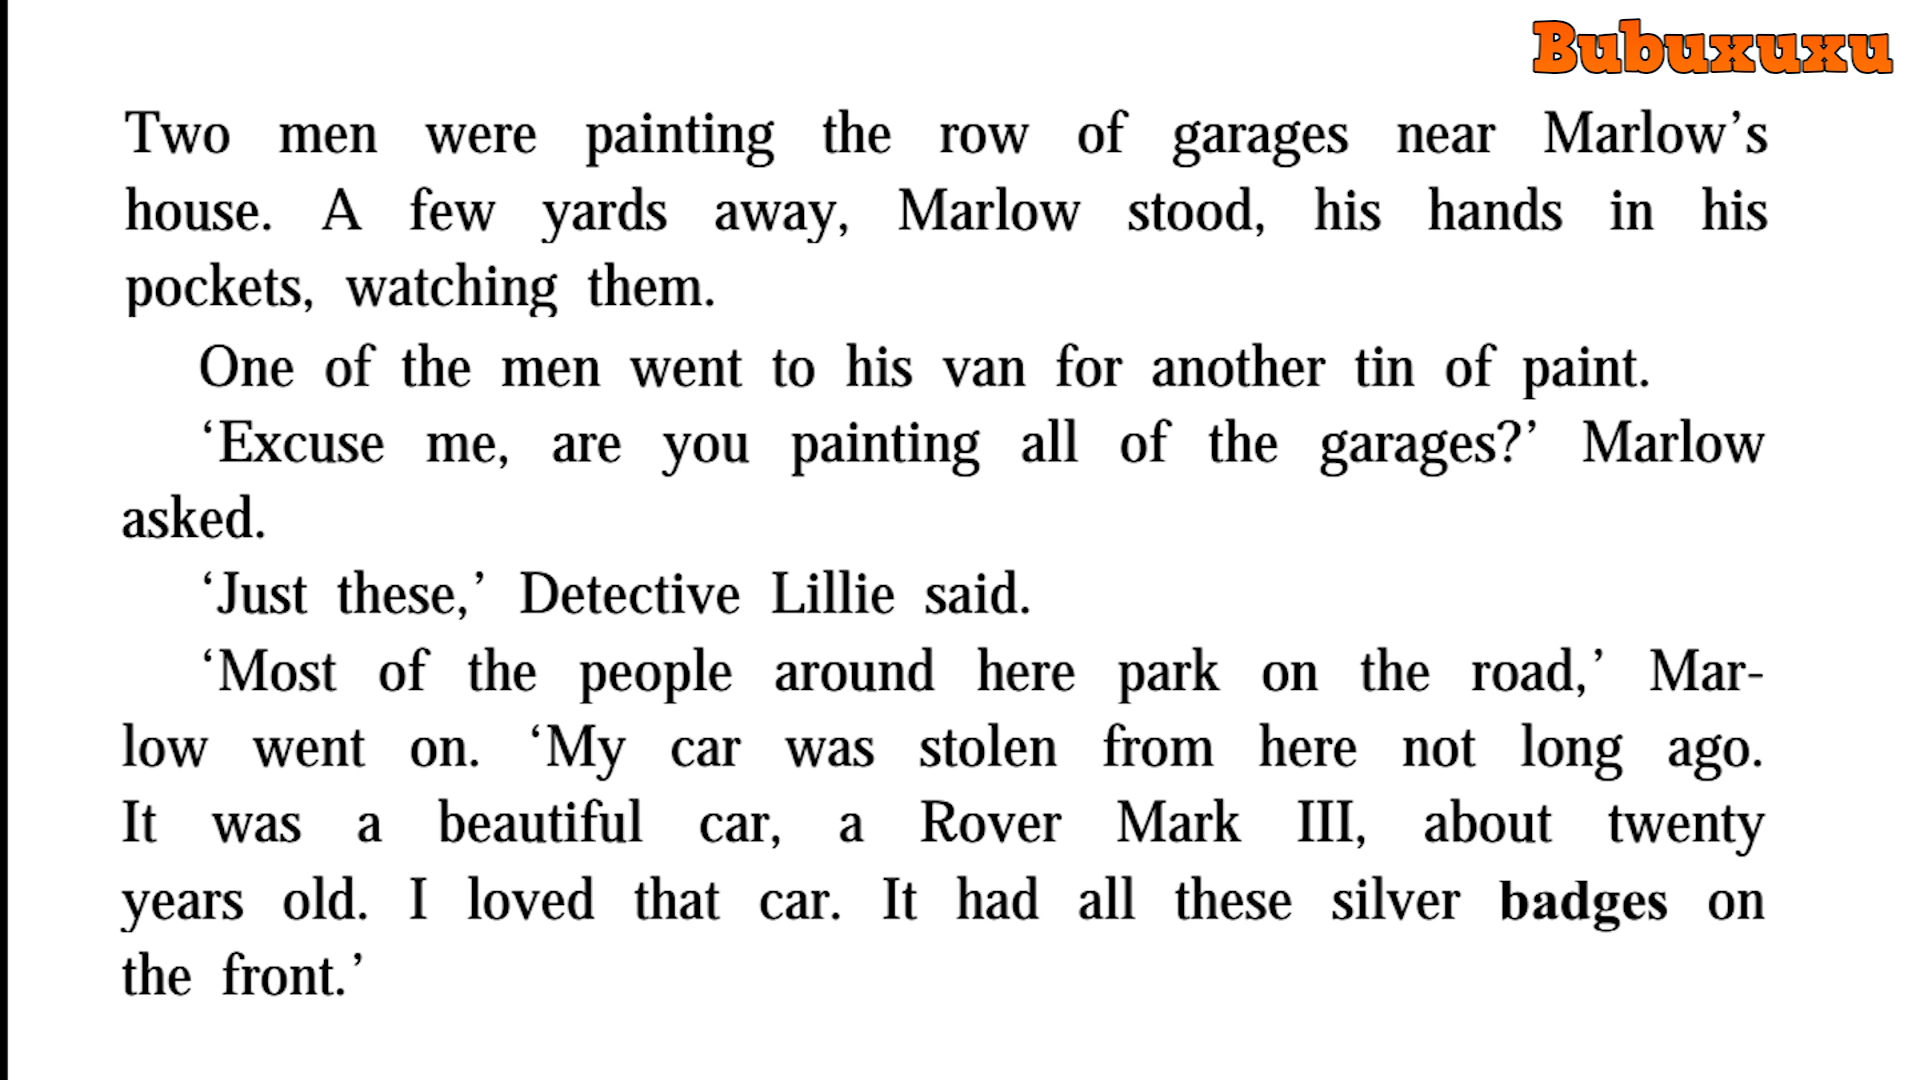 Bubuxuxu
Two men were painting the row of garages near Marlow's
house. A few yards away, Marlow stood, his hands in his
pockets, watching them.
One of the men went to his van for another tin of paint.
‘Excuse me, are you painting all of the garages?’ Marlow
asked.
‘Just these,’ Detective Lillie said.
‘Most of the people around here park on the road,’ Mar-
low went on. ‘My car was stolen from here not long ago.
It was a beautiful car, a Rover Mark III, about twenty
years old. I loved that car. It had all these silver badges on
the front.’